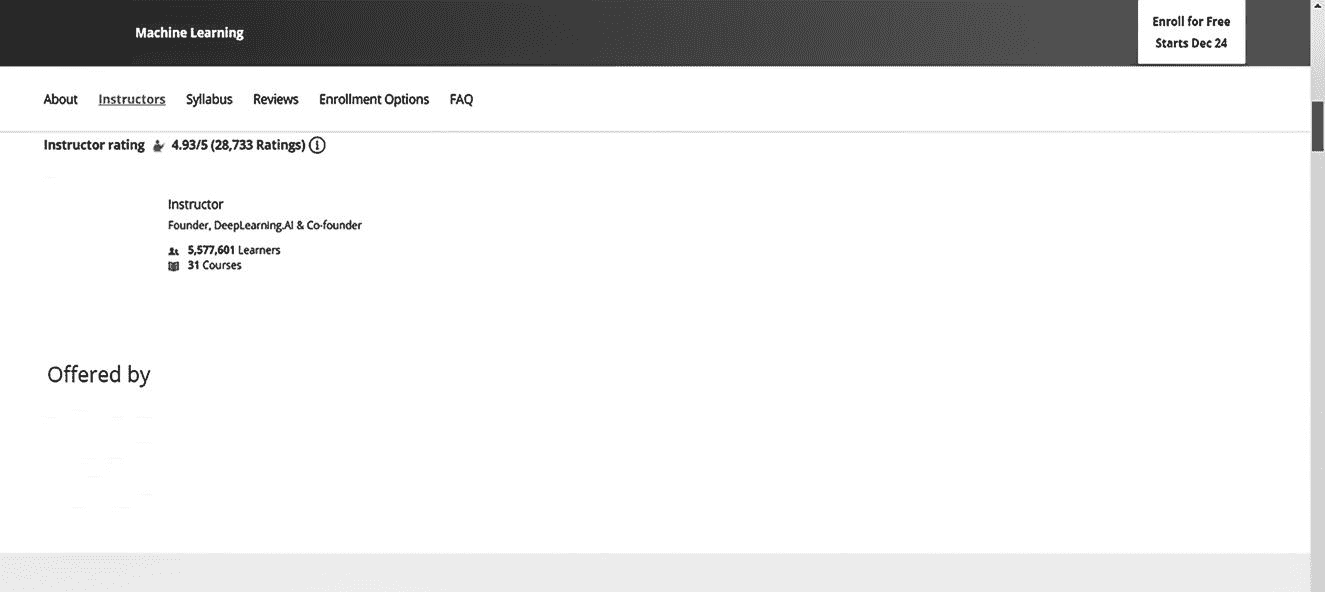 Machine Learning
Enroll for Free
Starts Dec 24
About Instructors Syllabus Reviews Enrollment Options FAQ
Instructor rating 4.93/5 (28,733 Ratings)
Instructor
Founder, DeepLearning.AI & Co-founder
5,577,601 Learners
31 Courses
Offered by